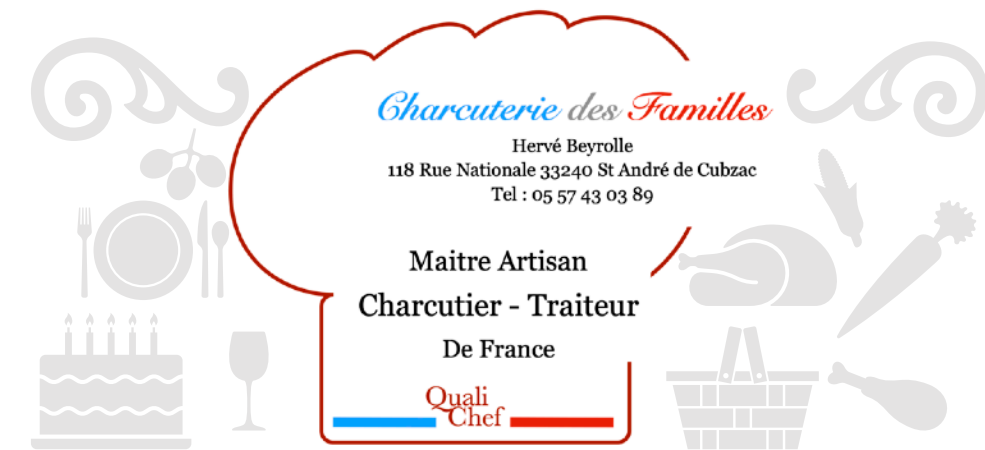 Charcuterie des Familles
Hervé Beyrolle
118 Rue Nationale 33240 St André de Cubzac
Tel : 05 57 43 03 89
Maitre Artisan
Charcutier - Traiteur
De France
Quali
Chef